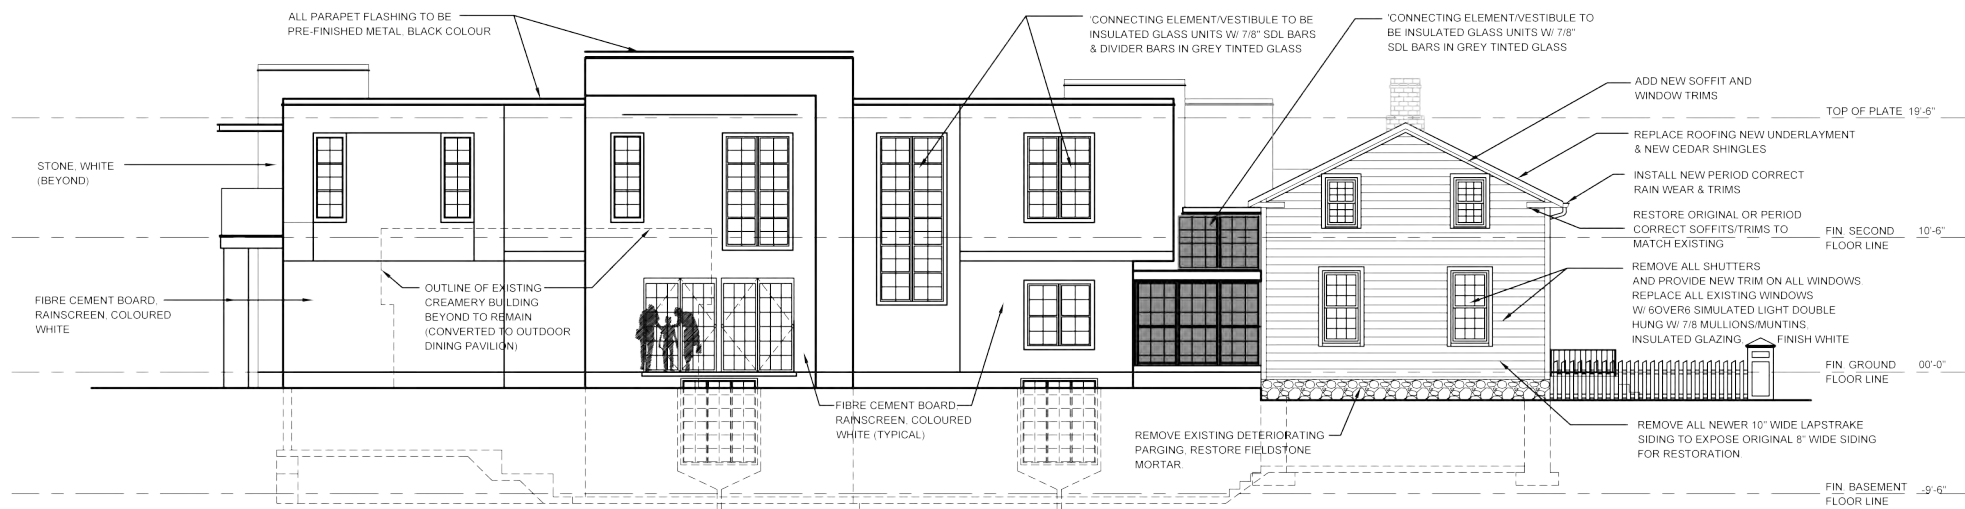 ALL PARAPET FLASHING TO BE
PRE-FINISHED METAL, BLACK COLOUR
'CONNECTING ELEMENT/VESTIBULE TO BE
INSULATED GLASS UNITS W/ 7/8" SDL BARS
& DIVIDER BARS IN GREY TINTED GLASS
'CONNECTING ELEMENT/VESTIBULE TO
BE INSULATED GLASS UNITS W/ 7/8"
SDL BARS IN GREY TINTED GLASS
ADD NEW SOFFIT AND
WINDOW TRIMS
TOP OF PLATE 19'-6"
REPLACE ROOFING NEW UNDERLAYMENT
& NEW CEDAR SHINGLES
STONE, WHITE
(BEYOND)
INSTALL NEW PERIOD CORRECT
RAIN WEAR & TRIMS
RESTORE ORIGINAL OR PERIOD
CORRECT SOFFITS/TRIMS TO
MATCH EXISTING
FIN. SECOND 10'-6"
FLOOR LINE
REMOVE ALL SHUTTERS
AND PROVIDE NEW TRIM ON ALL WINDOWS
REPLACE ALL EXISTING WINDOWS
W/ 6OVER6 SIMULATED LIGHT DOUBLE
HUNG W/ 7/8 MULLIONS/MUNTINS,
INSULATED GLAZING, FINISH WHITE
OUTLINE OF EXISTING
CREAMERY BUILDING
BEYOND TO REMAIN
(CONVERTED TO OUTDOOR
DINING PAVILION)
FIBRE CEMENT BOARD,
RAINSCREEN, COLOURED
WHITE
FIN. GROUND 00'-0"
FLOOR LINE
FIBRE CEMENT BOARD,
RAINSCREEN, COLOURED
WHITE (TYPICAL)
REMOVE EXISTING DETERIORATING
PARGING, RESTORE FIELDSTONE
MORTAR.
REMOVE ALL NEWER 10" WIDE LAPSTRAKE
SIDING TO EXPOSE ORIGINAL 8" WIDE SIDING
FOR RESTORATION.
FIN. BASEMENT -9'-6"
FLOOR LINE